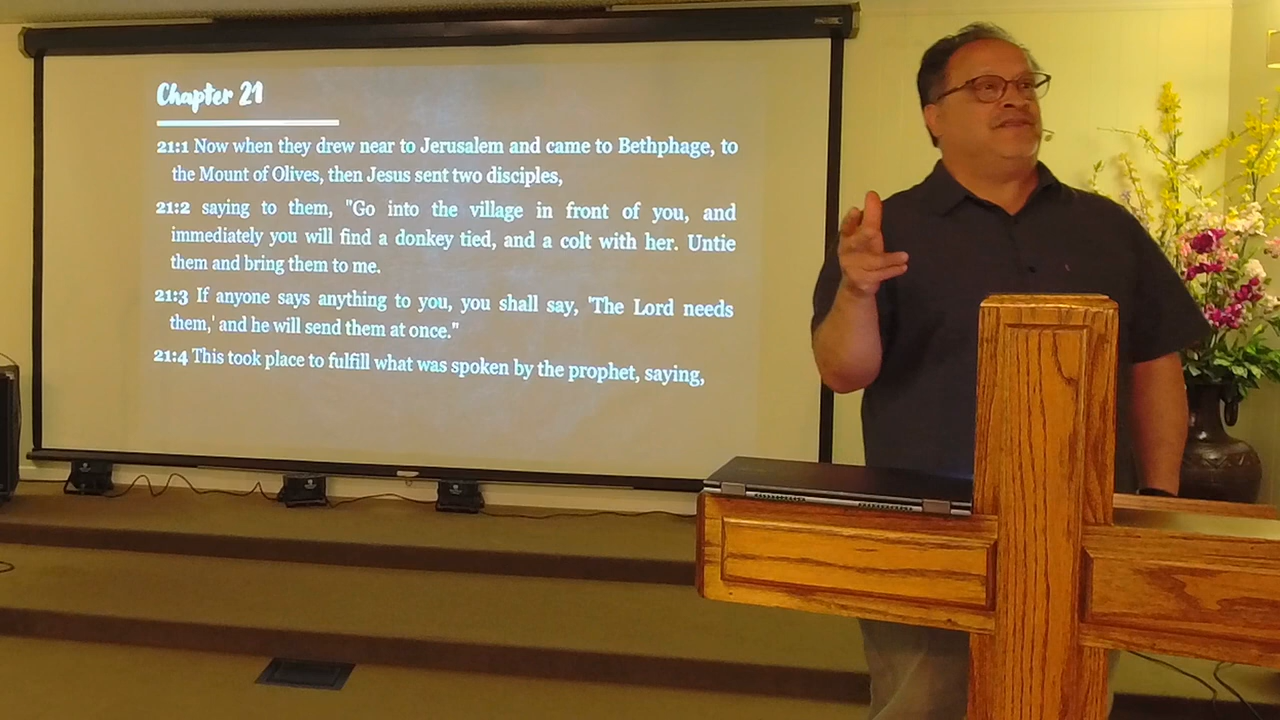 Chapter 21
21:1 Now when they drew near to Jerusalem and came to Bethphage, to
the Mount of Olives, then Jesus sent two disciples,
21:2 saying to them, "Go into the village in front of you, and
immediately you will find a donkey tied, and a colt with her. Untie
them and bring them to me.
21:3 If anyone says anything to you, you shall say, 'The Lord needs
them,' and he will send them at once."
21:4 This took place to fulfill what was spoken by the prophet, saying,